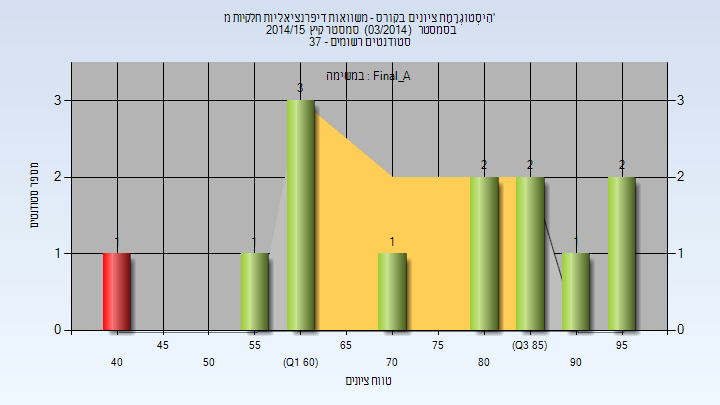 היסטוגרמת ציונים בקורס - משוואות דיפרנציאליות חלקיות מ'
בסמסטר (03/2014) סמסטר קיץ 2014/15
סטודנטים רשומים - 37
במשימה : Final_A
מספר סטודנטים
3 3
2 2
1 1
0 0
1 1 3 1 2 2 1 2
40 45 50 55 (Q1 60) 65 70 75 80 (Q3 85) 90 95
טווח ציונים